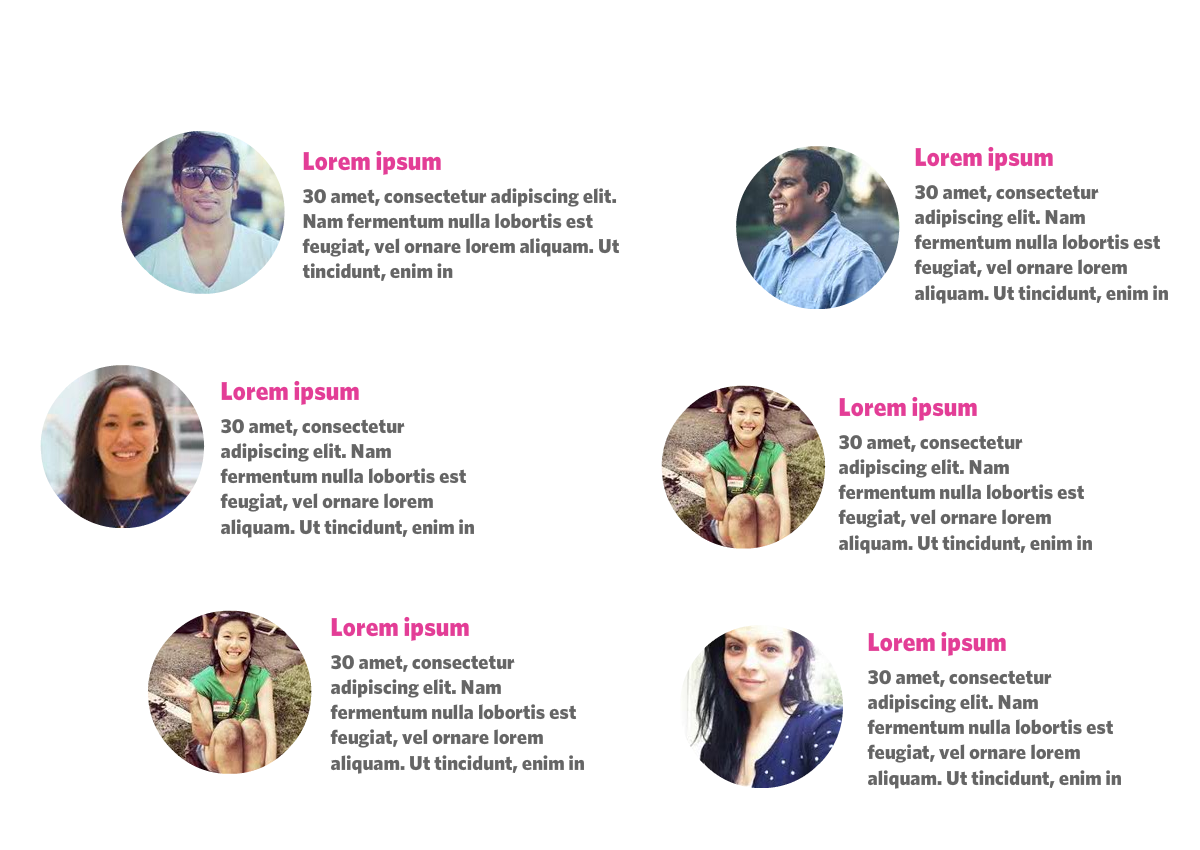 Lorem ipsum
30 amet, consectetur adipiscing elit.
Nam fermentum nulla lobortis est
feugiat, vel ornare lorem aliquam. Ut
tincidunt, enim in
Lorem ipsum
30 amet, consectetur
adipiscing elit. Nam
fermentum nulla lobortis est
feugiat, vel ornare lorem
aliquam. Ut tincidunt, enim in
Lorem ipsum
30 amet, consectetur
adipiscing elit. Nam
fermentum nulla lobortis est
feugiat, vel ornare lorem
aliquam. Ut tincidunt, enim in
Lorem ipsum
30 amet, consectetur
adipiscing elit. Nam
fermentum nulla lobortis est
feugiat, vel ornare lorem
aliquam. Ut tincidunt, enim in
Lorem ipsum
30 amet, consectetur
adipiscing elit. Nam
fermentum nulla lobortis est
feugiat, vel ornare lorem
aliquam. Ut tincidunt, enim in
Lorem ipsum
30 amet, consectetur
adipiscing elit. Nam
fermentum nulla lobortis est
feugiat, vel ornare lorem
aliquam. Ut tincidunt, enim in